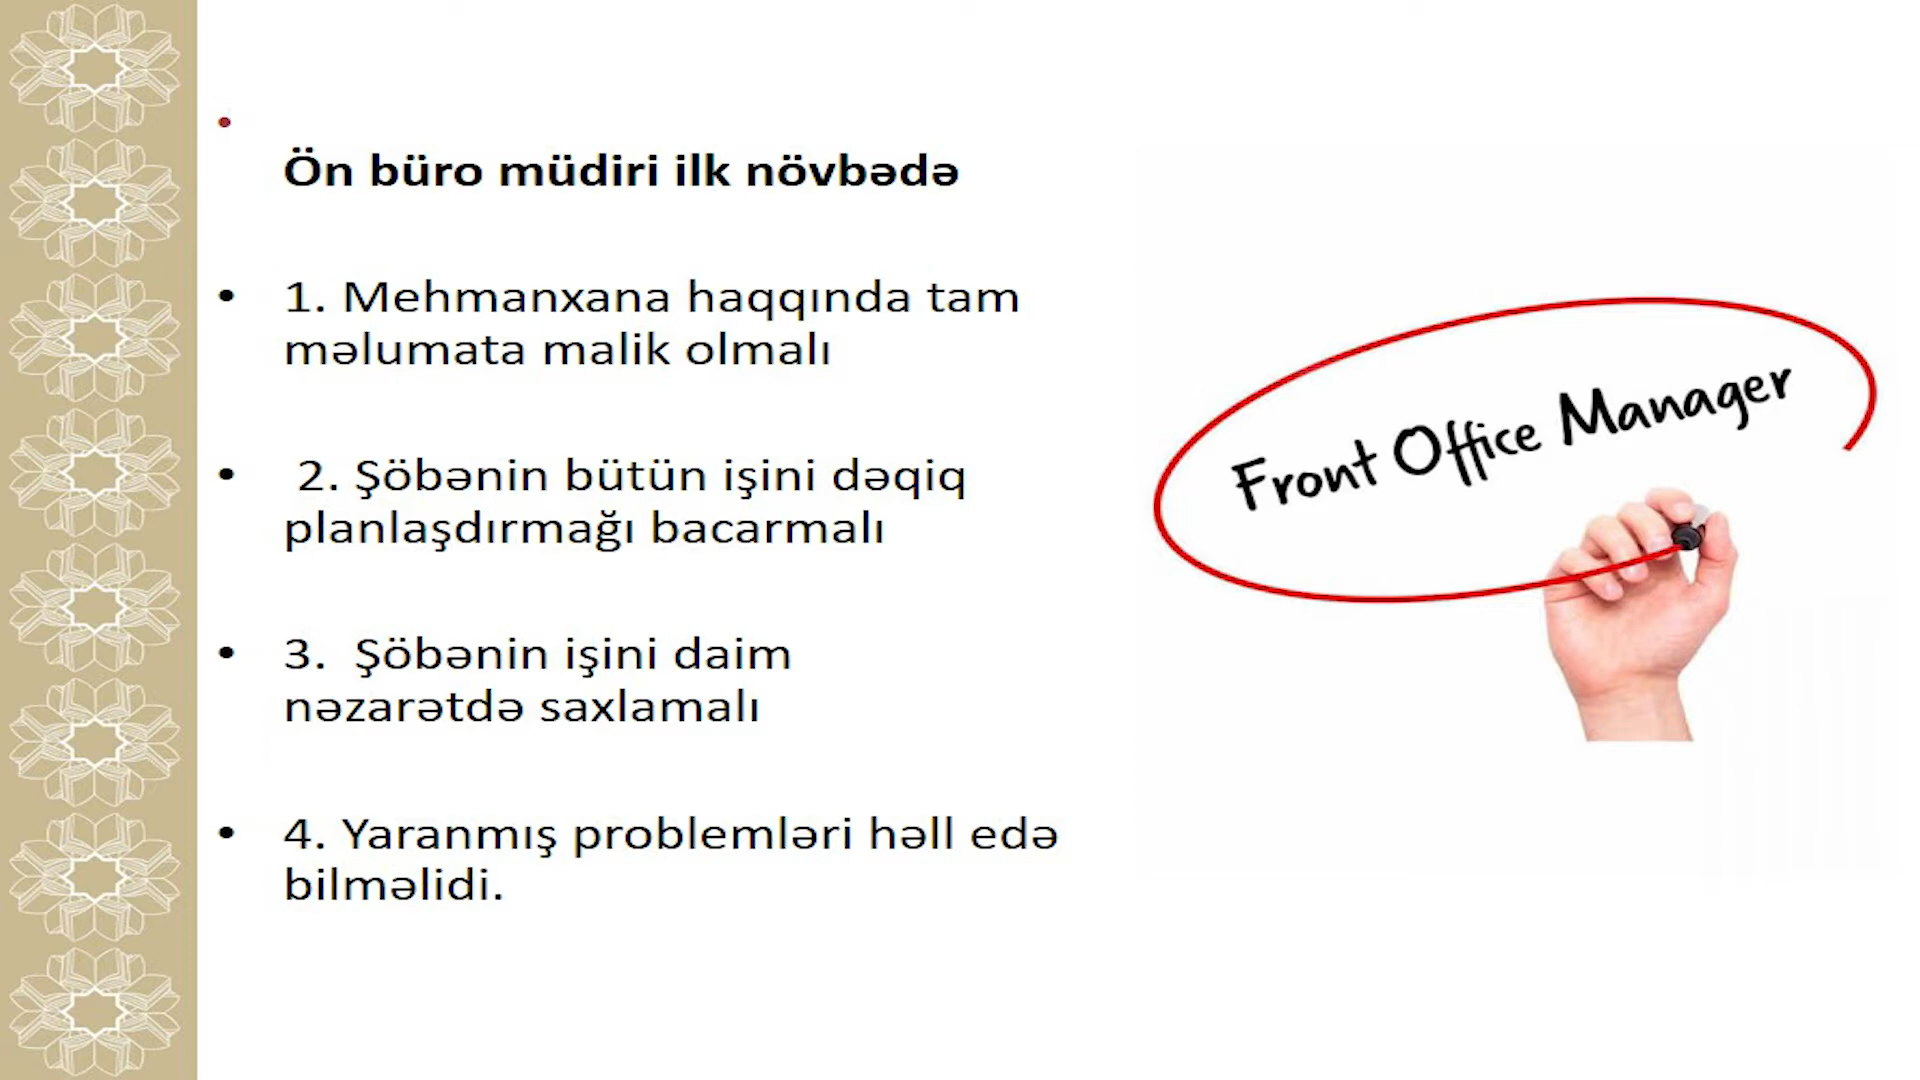 Ön büro müdiri ilk növbədə
• 1. Mehmanxana haqqında tam
məlumata malik olmalı
• 2. Şöbənin bütün işini dəqiq
planlaşdırmağı bacarmalı
• 3. Şöbənin işini daim
nəzarətdə saxlamalı
• 4. Yaranmış problemləri həll edə
bilməlidi.
Front Office Manager